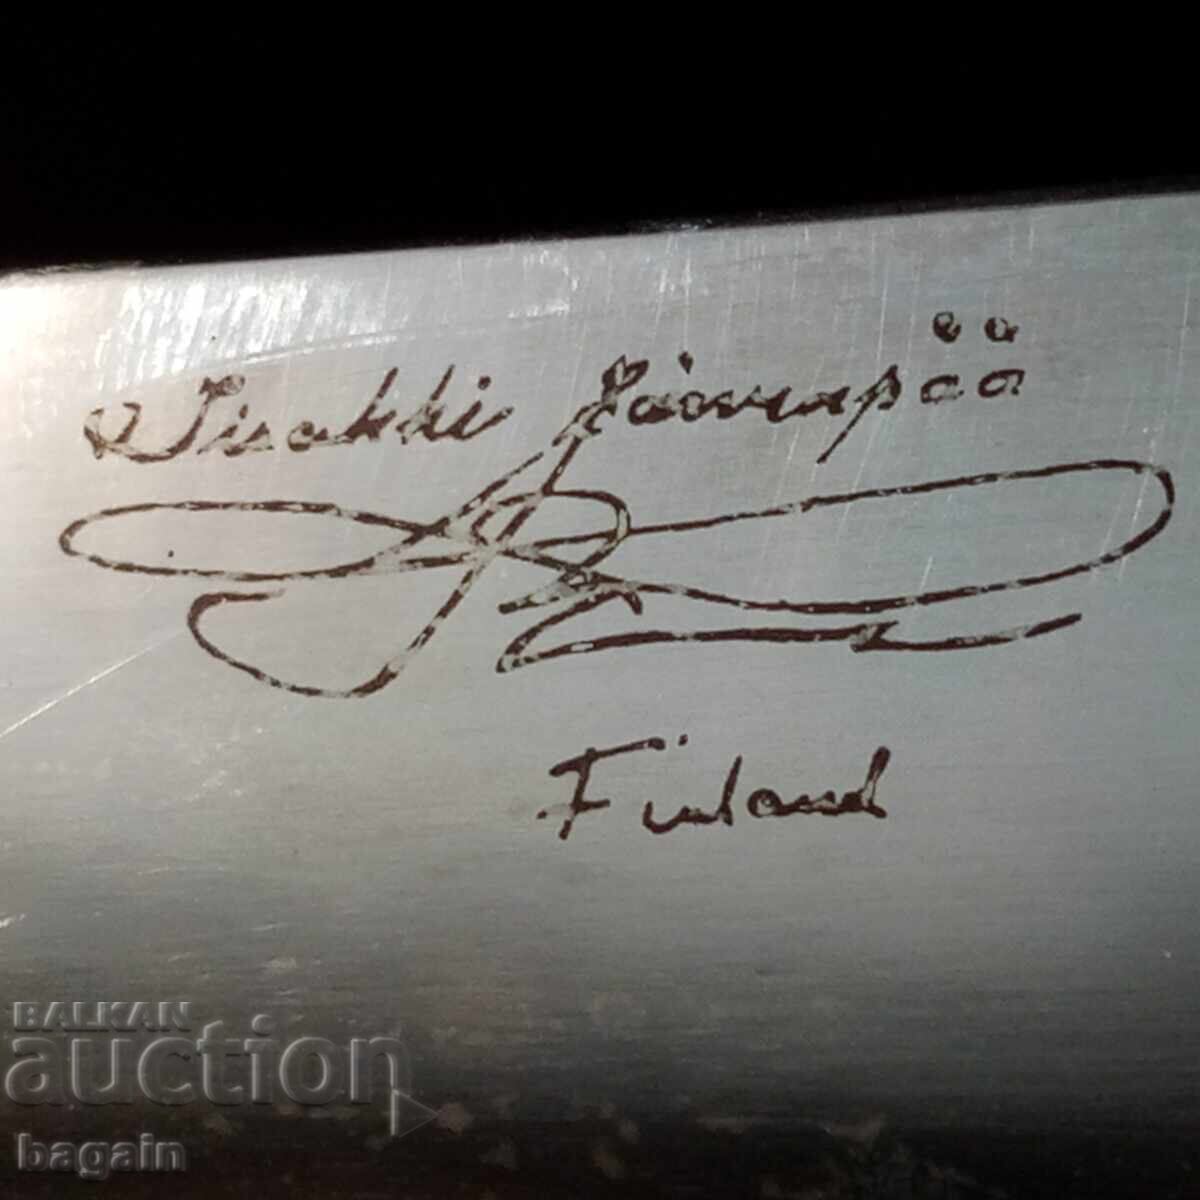 Iisakki Järvenpää
Finland
BALKAN
auction
bagain